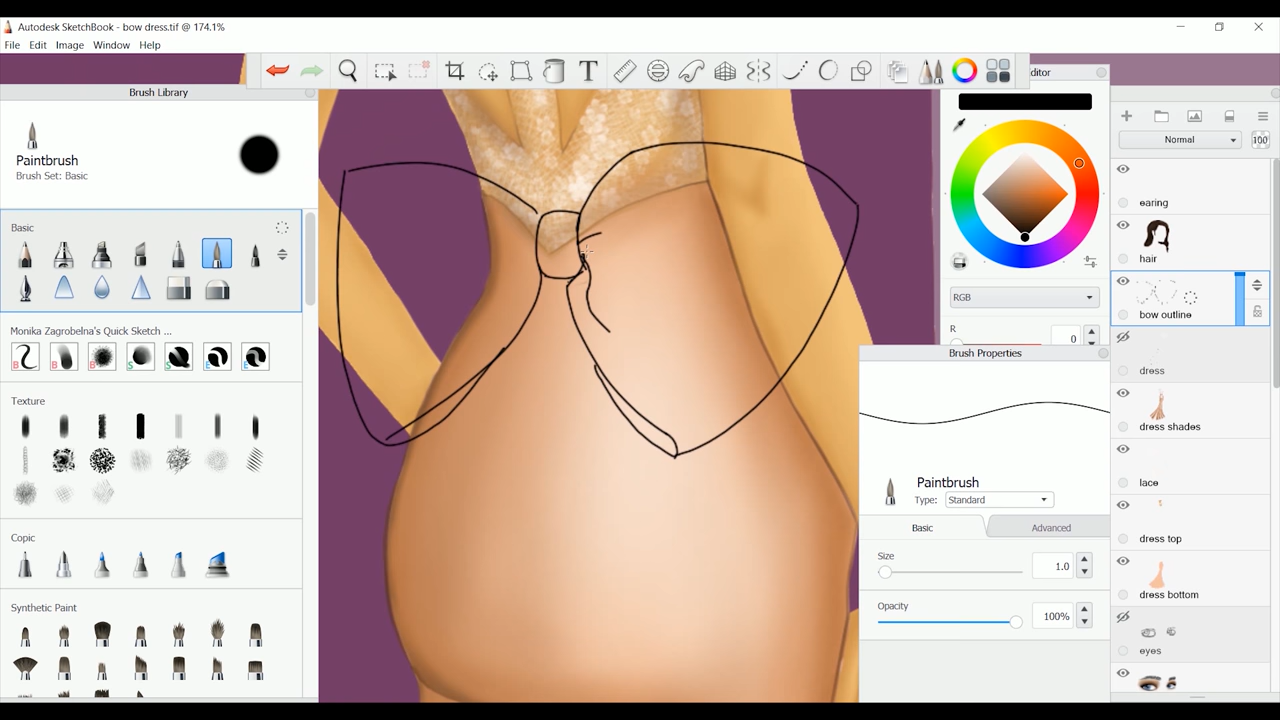 Autodesk SketchBook - bow dress.tif @ 174.1%
File Edit Image Window Help
Brush Library
Paintbrush
Brush Set: Basic
Basic
Monika Zagrobelna's Quick Sketch ...
B B B S S E E
Texture
Copic
Synthetic Paint
T
ditor
RGB
R
0
Brush Properties
Paintbrush
Type: Standard
Basic Advanced
Size
1.0
Opacity
100%
Normal 100
earing
hair
bow outline
dress
dress shades
lace
dress top
dress bottom
eyes